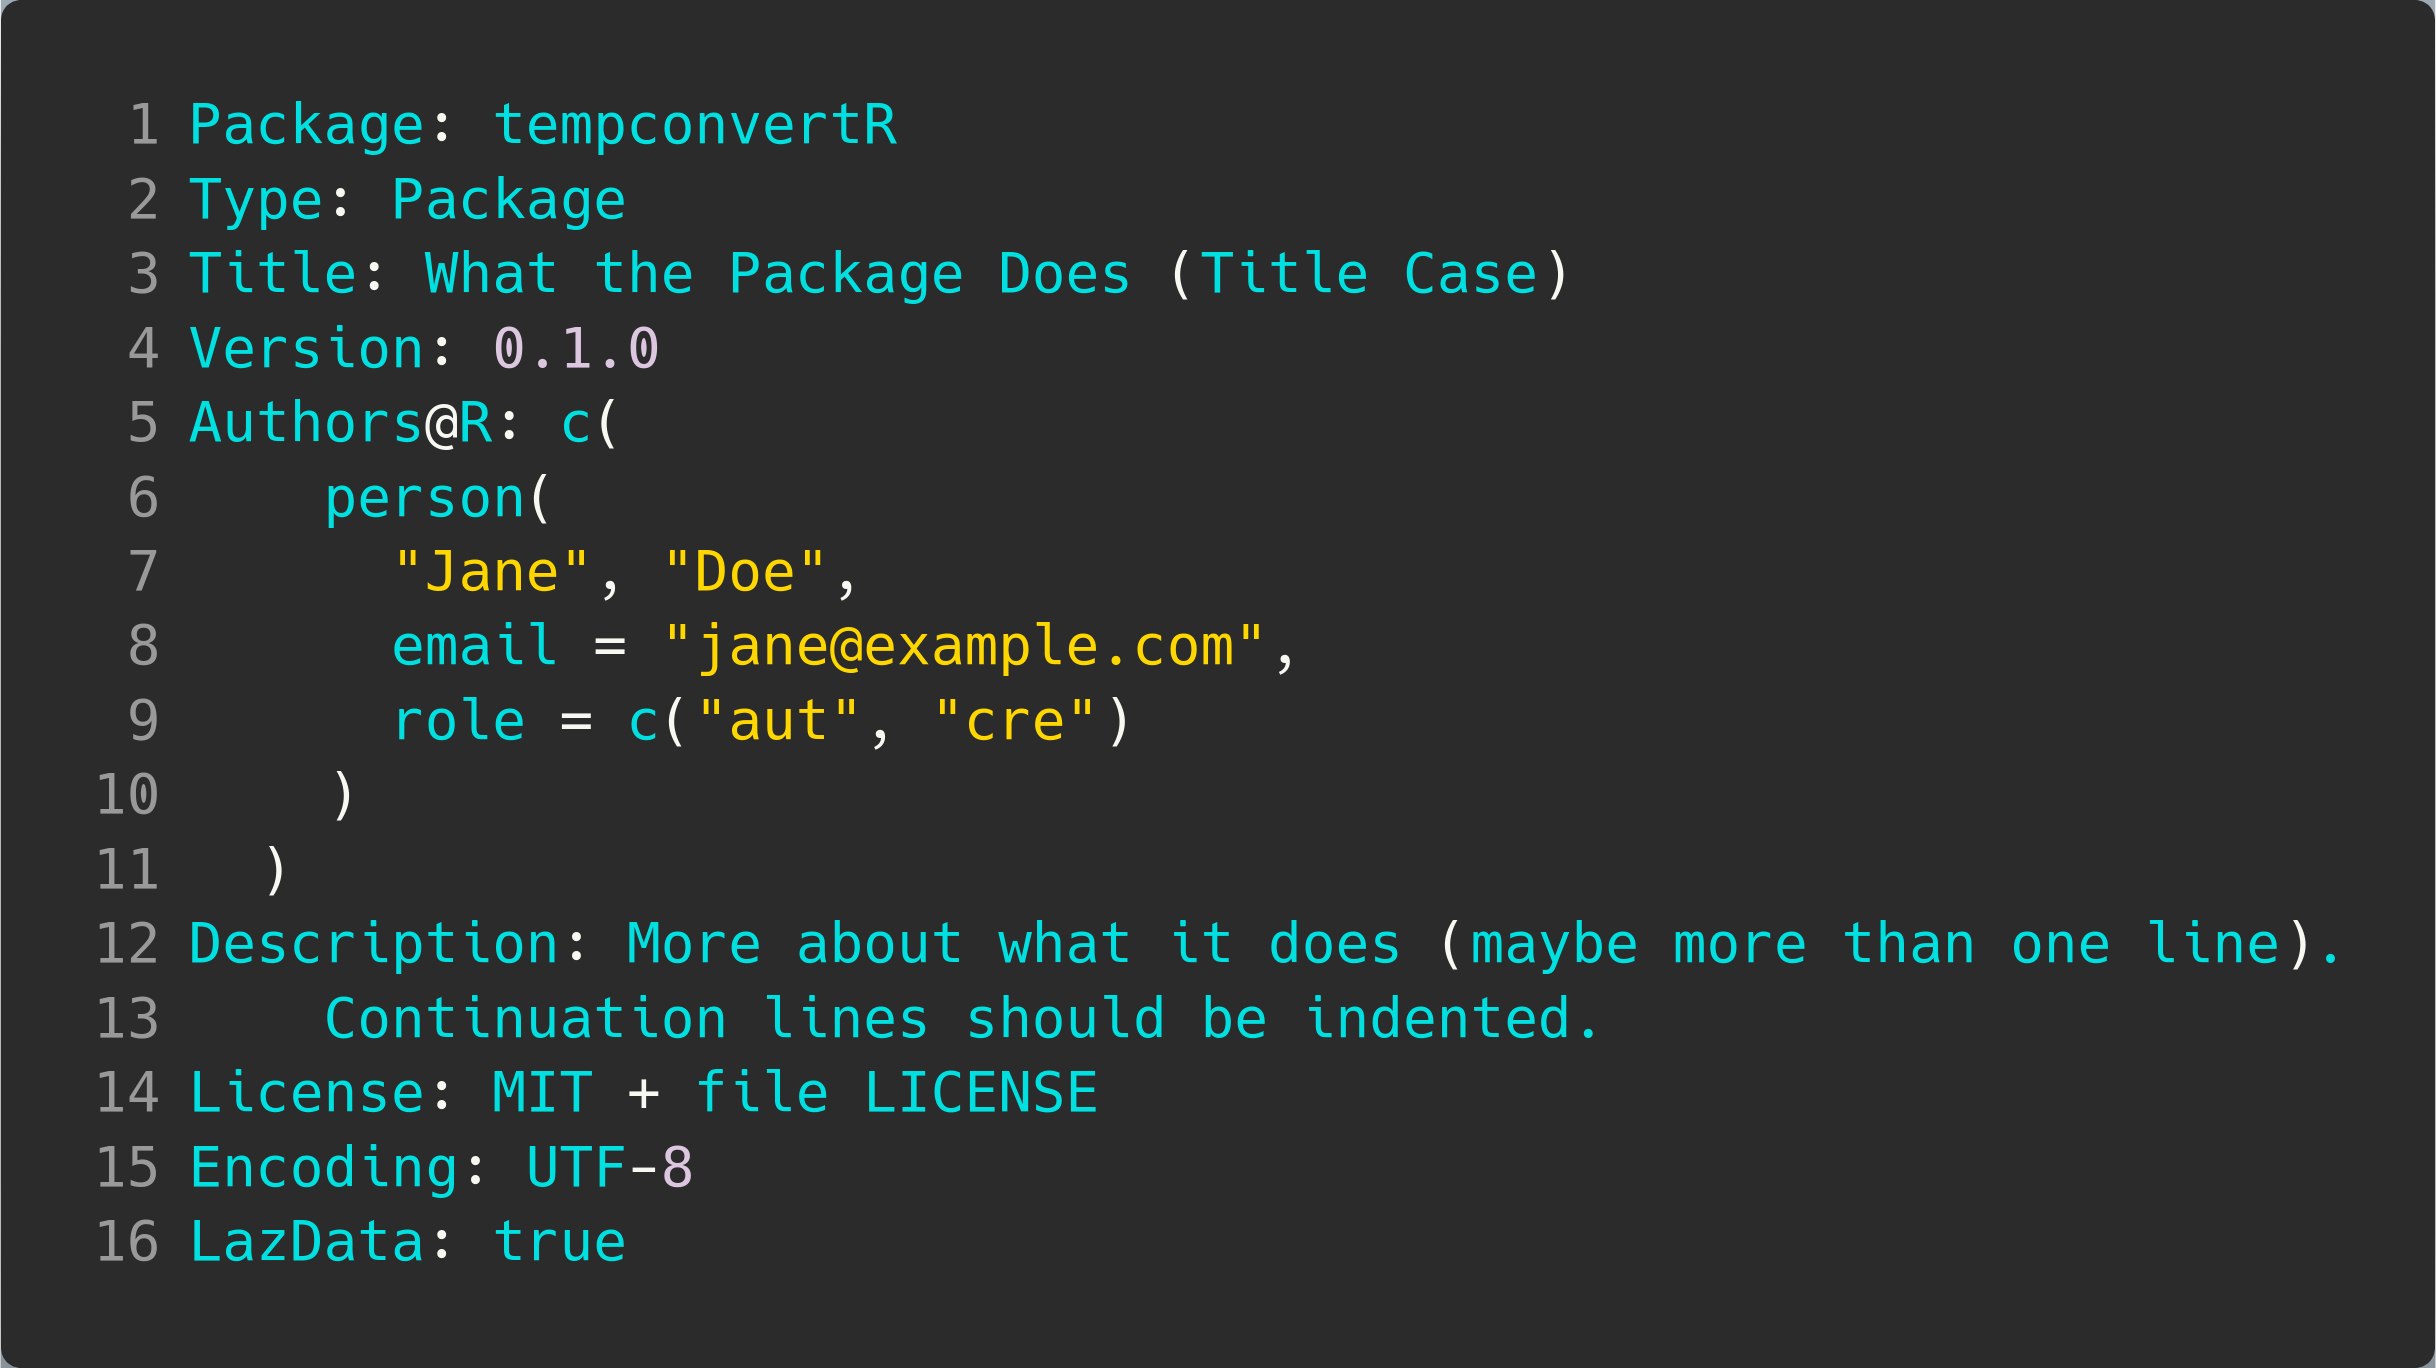 1 Package: tempconvertR
2 Type: Package
3 Title: What the Package Does (Title Case)
4 Version: 0.1.0
5 Authors@R: c(
6     person(
7       "Jane", "Doe",
8       email = "jane@example.com",
9       role = c("aut", "cre")
10     )
11   )
12 Description: More about what it does (maybe more than one line).
13     Continuation lines should be indented.
14 License: MIT + file LICENSE
15 Encoding: UTF-8
16 LazData: true